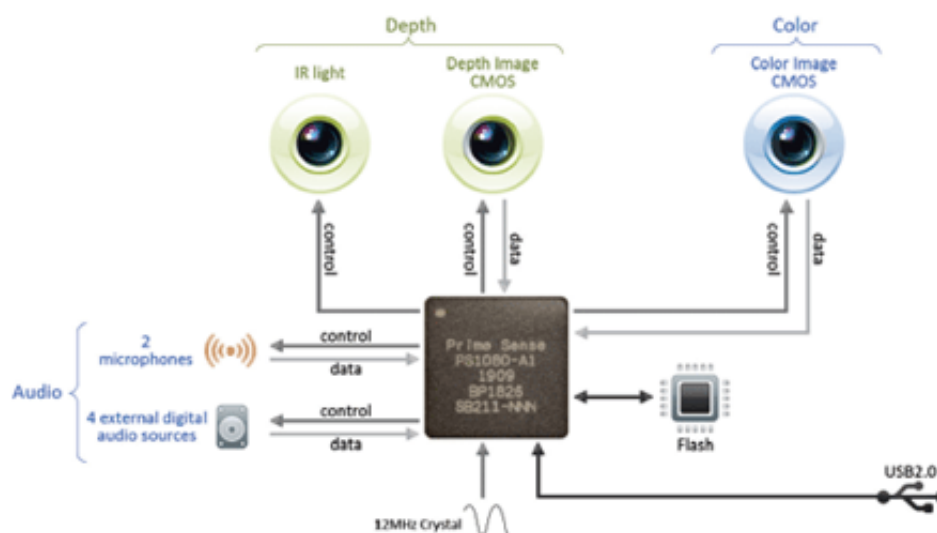 Depth
Color
IR light
Depth Image
CMOS
Color Image
CMOS
control
control
data
control
data
Audio
2
microphones
control
data
4 external digital
audio sources
control
data
Prime Sense
PS1080-A1
1909
BP1826
SB211-NNN
Flash
USB2.0
12MHz Crystal